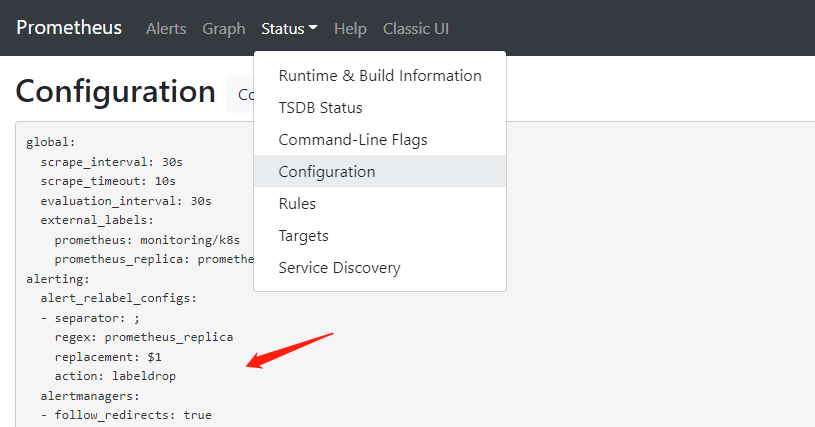 Prometheus Alerts Graph Status Help Classic UI
Configuration
Runtime & Build Information
TSDB Status
Command-Line Flags
Configuration
Rules
Targets
Service Discovery
global:
  scrape_interval: 30s
  scrape_timeout: 10s
  evaluation_interval: 30s
  external_labels:
    prometheus: monitoring/k8s
    prometheus_replica:
alerting:
  alert_relabel_configs:
  - separator: ;
    regex: prometheus_replica
    replacement: $1
    action: labeldrop
  alertmanagers:
  - follow_redirects: true